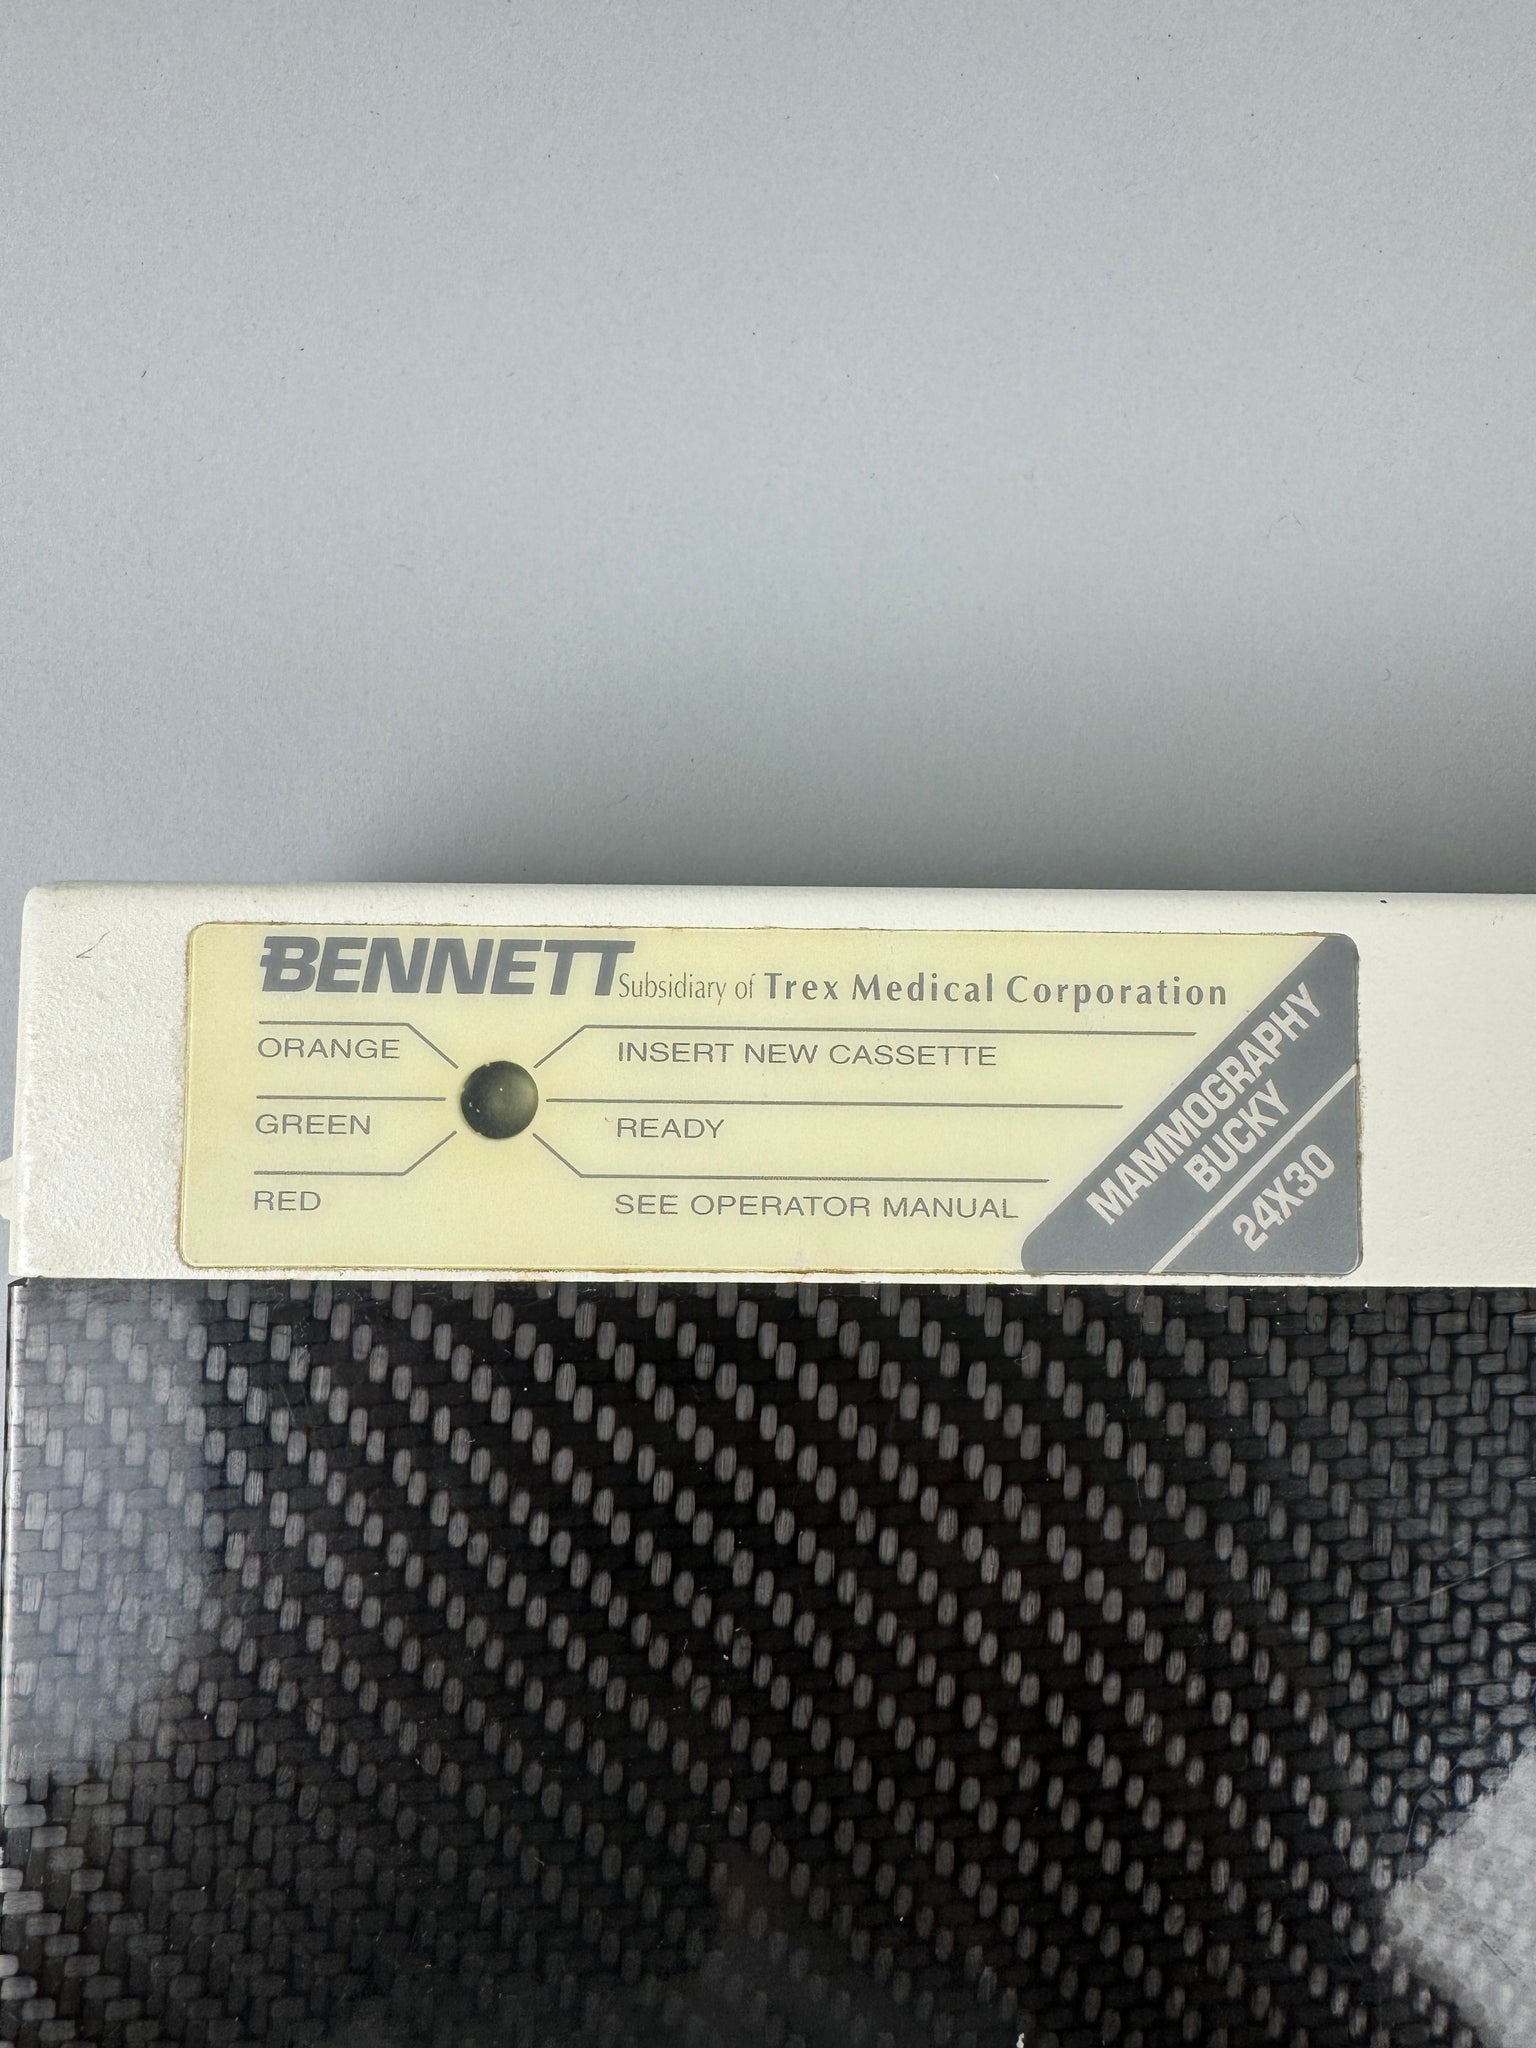 BENNETT Subsidiary of Trex Medical Corporation
ORANGE INSERT NEW CASSETTE
GREEN READY
RED SEE OPERATOR MANUAL
MAMMOGRAPHY
BUCKY
24X30